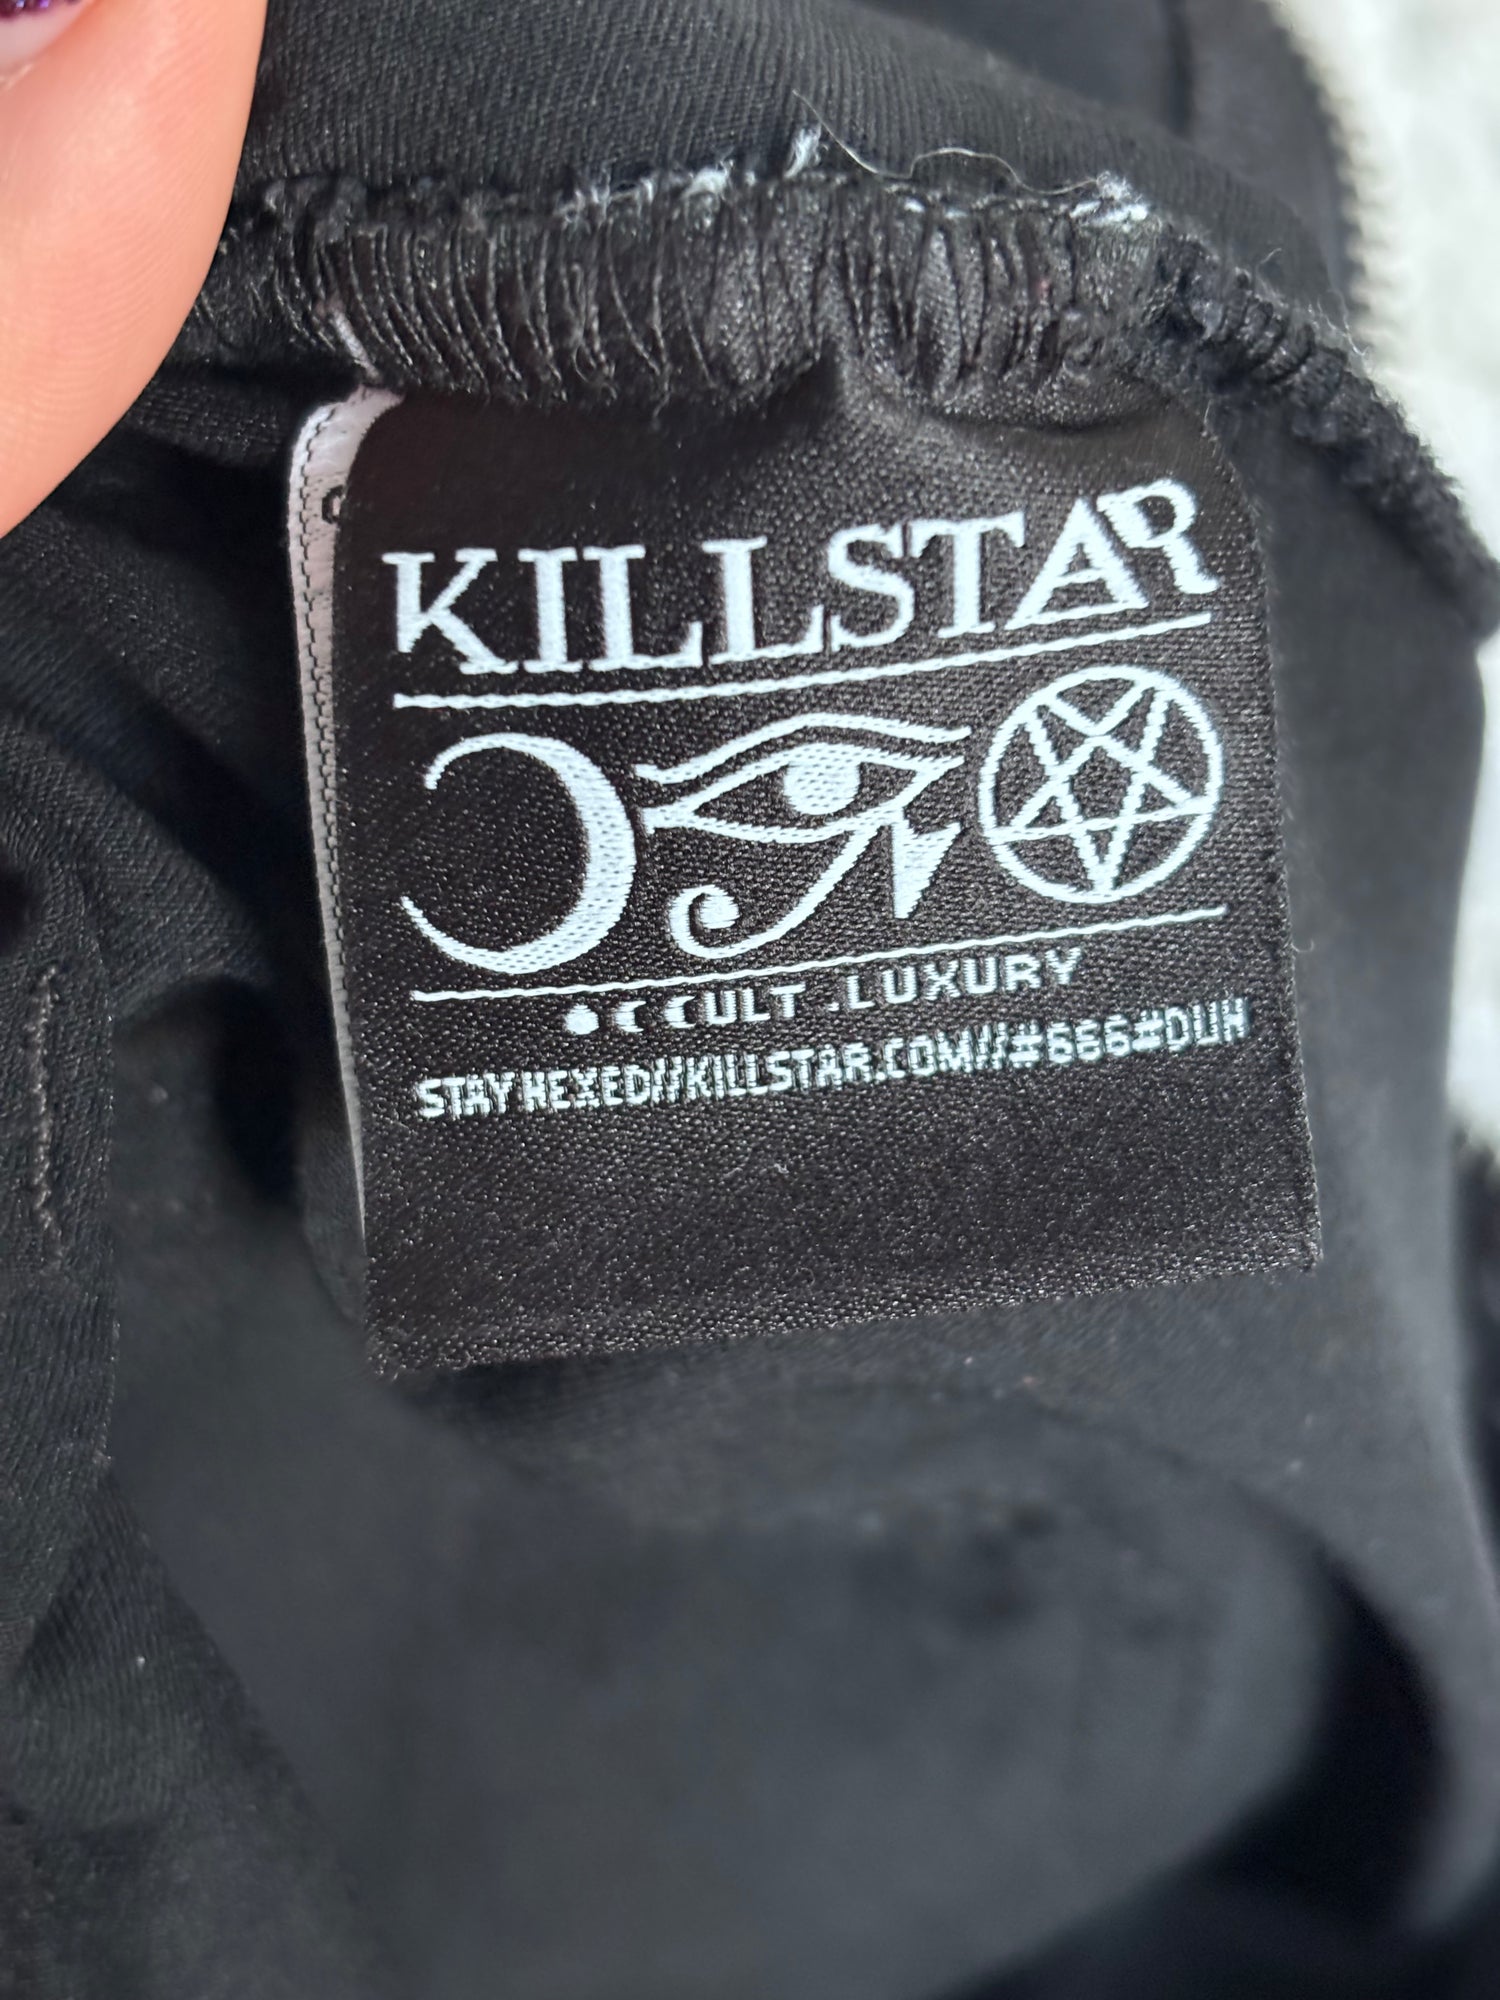 KILLSTAR
OCCULT .LUXURY
STAY HEXED//KILLSTAR.COM//#666#DUH